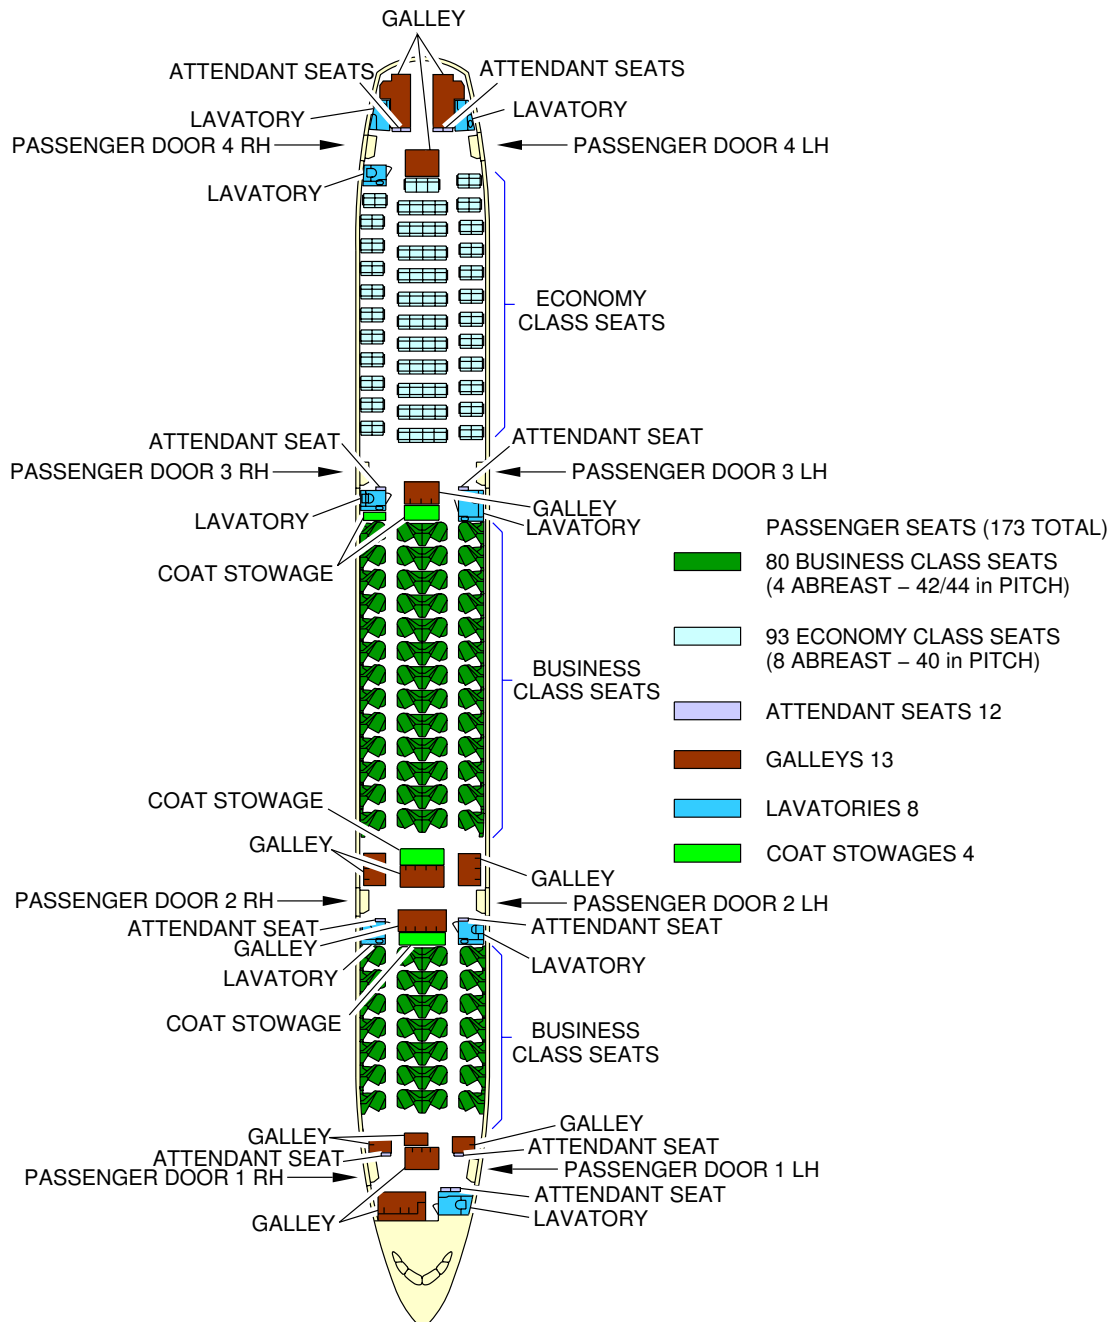 GALLEY
ATTENDANT SEATS
ATTENDANT SEATS
LAVATORY
LAVATORY
PASSENGER DOOR 4 RH
PASSENGER DOOR 4 LH
LAVATORY
ECONOMY
CLASS SEATS
ATTENDANT SEAT
ATTENDANT SEAT
PASSENGER DOOR 3 RH
PASSENGER DOOR 3 LH
GALLEY
LAVATORY
LAVATORY
COAT STOWAGE
PASSENGER SEATS (173 TOTAL)
80 BUSINESS CLASS SEATS
(4 ABREAST – 42/44 in PITCH)
93 ECONOMY CLASS SEATS
(8 ABREAST – 40 in PITCH)
BUSINESS
CLASS SEATS
ATTENDANT SEATS 12
GALLEYS 13
LAVATORIES 8
COAT STOWAGES 4
COAT STOWAGE
GALLEY
GALLEY
PASSENGER DOOR 2 RH
PASSENGER DOOR 2 LH
ATTENDANT SEAT
ATTENDANT SEAT
GALLEY
LAVATORY
LAVATORY
COAT STOWAGE
BUSINESS
CLASS SEATS
GALLEY
GALLEY
ATTENDANT SEAT
ATTENDANT SEAT
PASSENGER DOOR 1 RH
PASSENGER DOOR 1 LH
ATTENDANT SEAT
GALLEY
LAVATORY